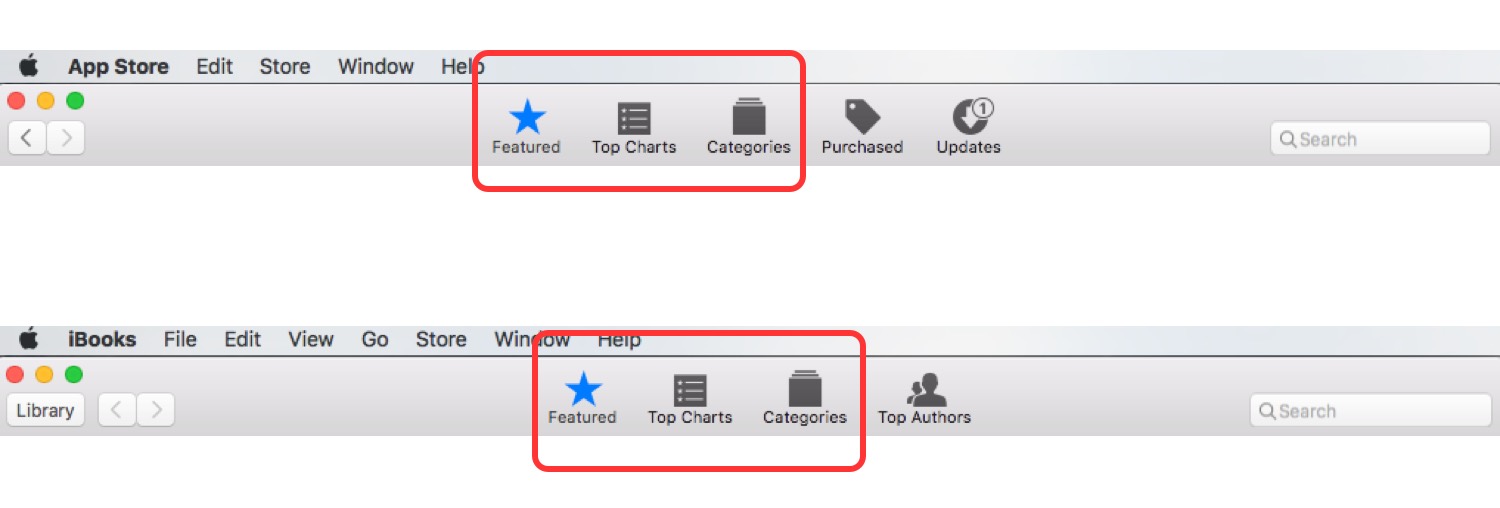 App Store Edit Store Window Help
Featured Top Charts Categories Purchased Updates 1
Search
iBooks File Edit View Go Store Window Help
Library
Featured Top Charts Categories Top Authors
Search